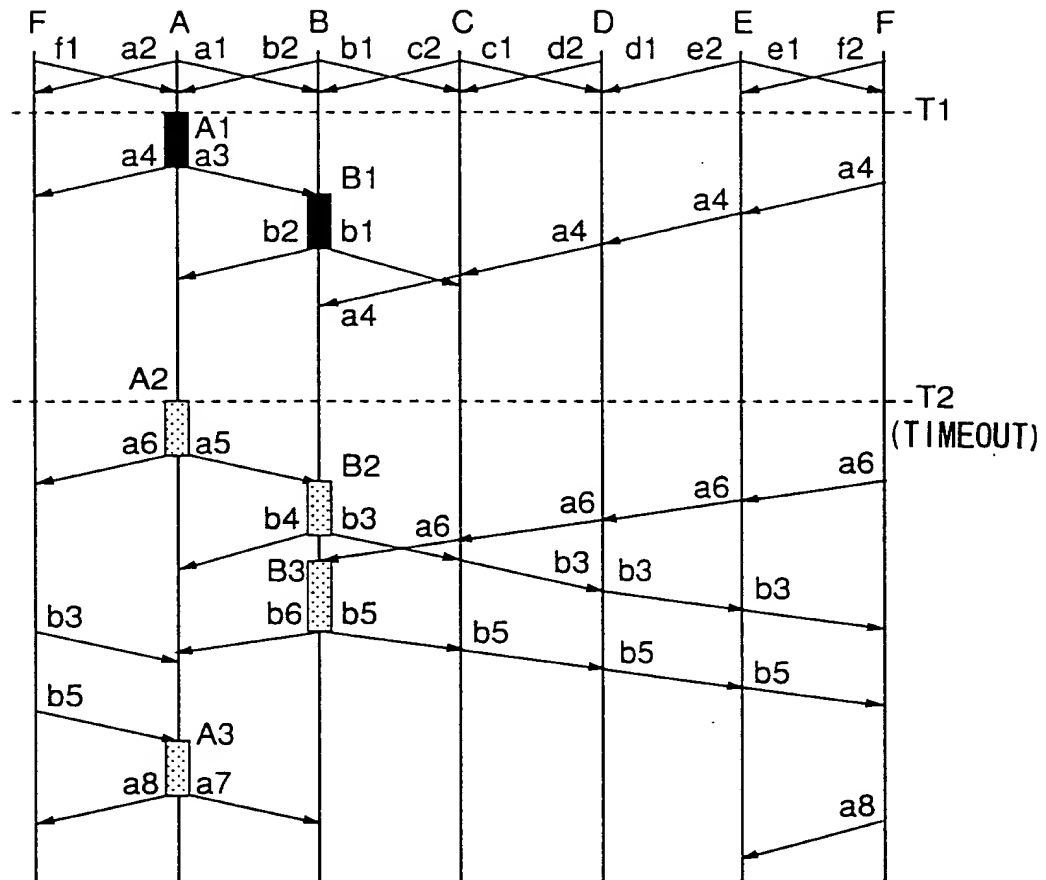 F A B C D E F
f1 a2 a1 b2 b1 c2 c1 d2 d1 e2 e1 f2
T1
A1
a4 a3
B1
a4
a4
b2 b1
a4
a4
A2
T2
(TIMEOUT)
a6 a5
B2
a6
a6
b4 b3
a6
a6
B3
b3
b3
b3
b3
b6 b5
b5
b5
b5
b5
A3
a8 a7
a8